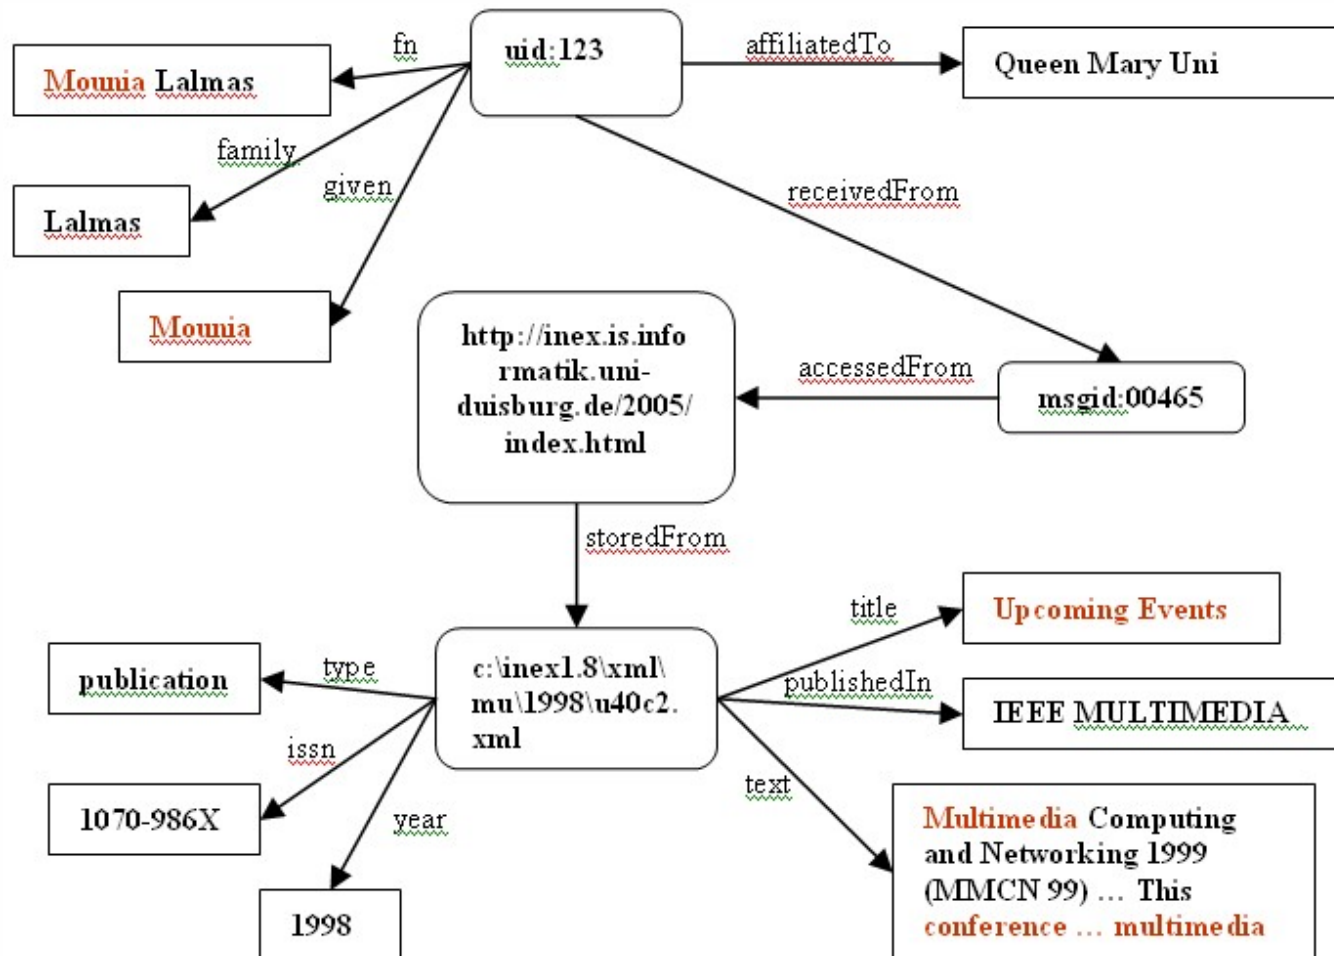 fn
uid:123
affiliatedTo
Queen Mary Uni
Mounia Lalmas
family
given
Lalmas
receivedFrom
Mounia
http://inex.is.info
rmatik.uni-
duisburg.de/2005/
index.html
accessedFrom
msgid:00465
storedFrom
title
Upcoming Events
publication
type
c:\inex1.8\xml\
mu\1998\u40c2.
xml
publishedIn
IEEE MULTIMEDIA
issn
text
1070-986X
year
Multimedia Computing
and Networking 1999
(MMCN 99) ... This
conference ... multimedia
1998